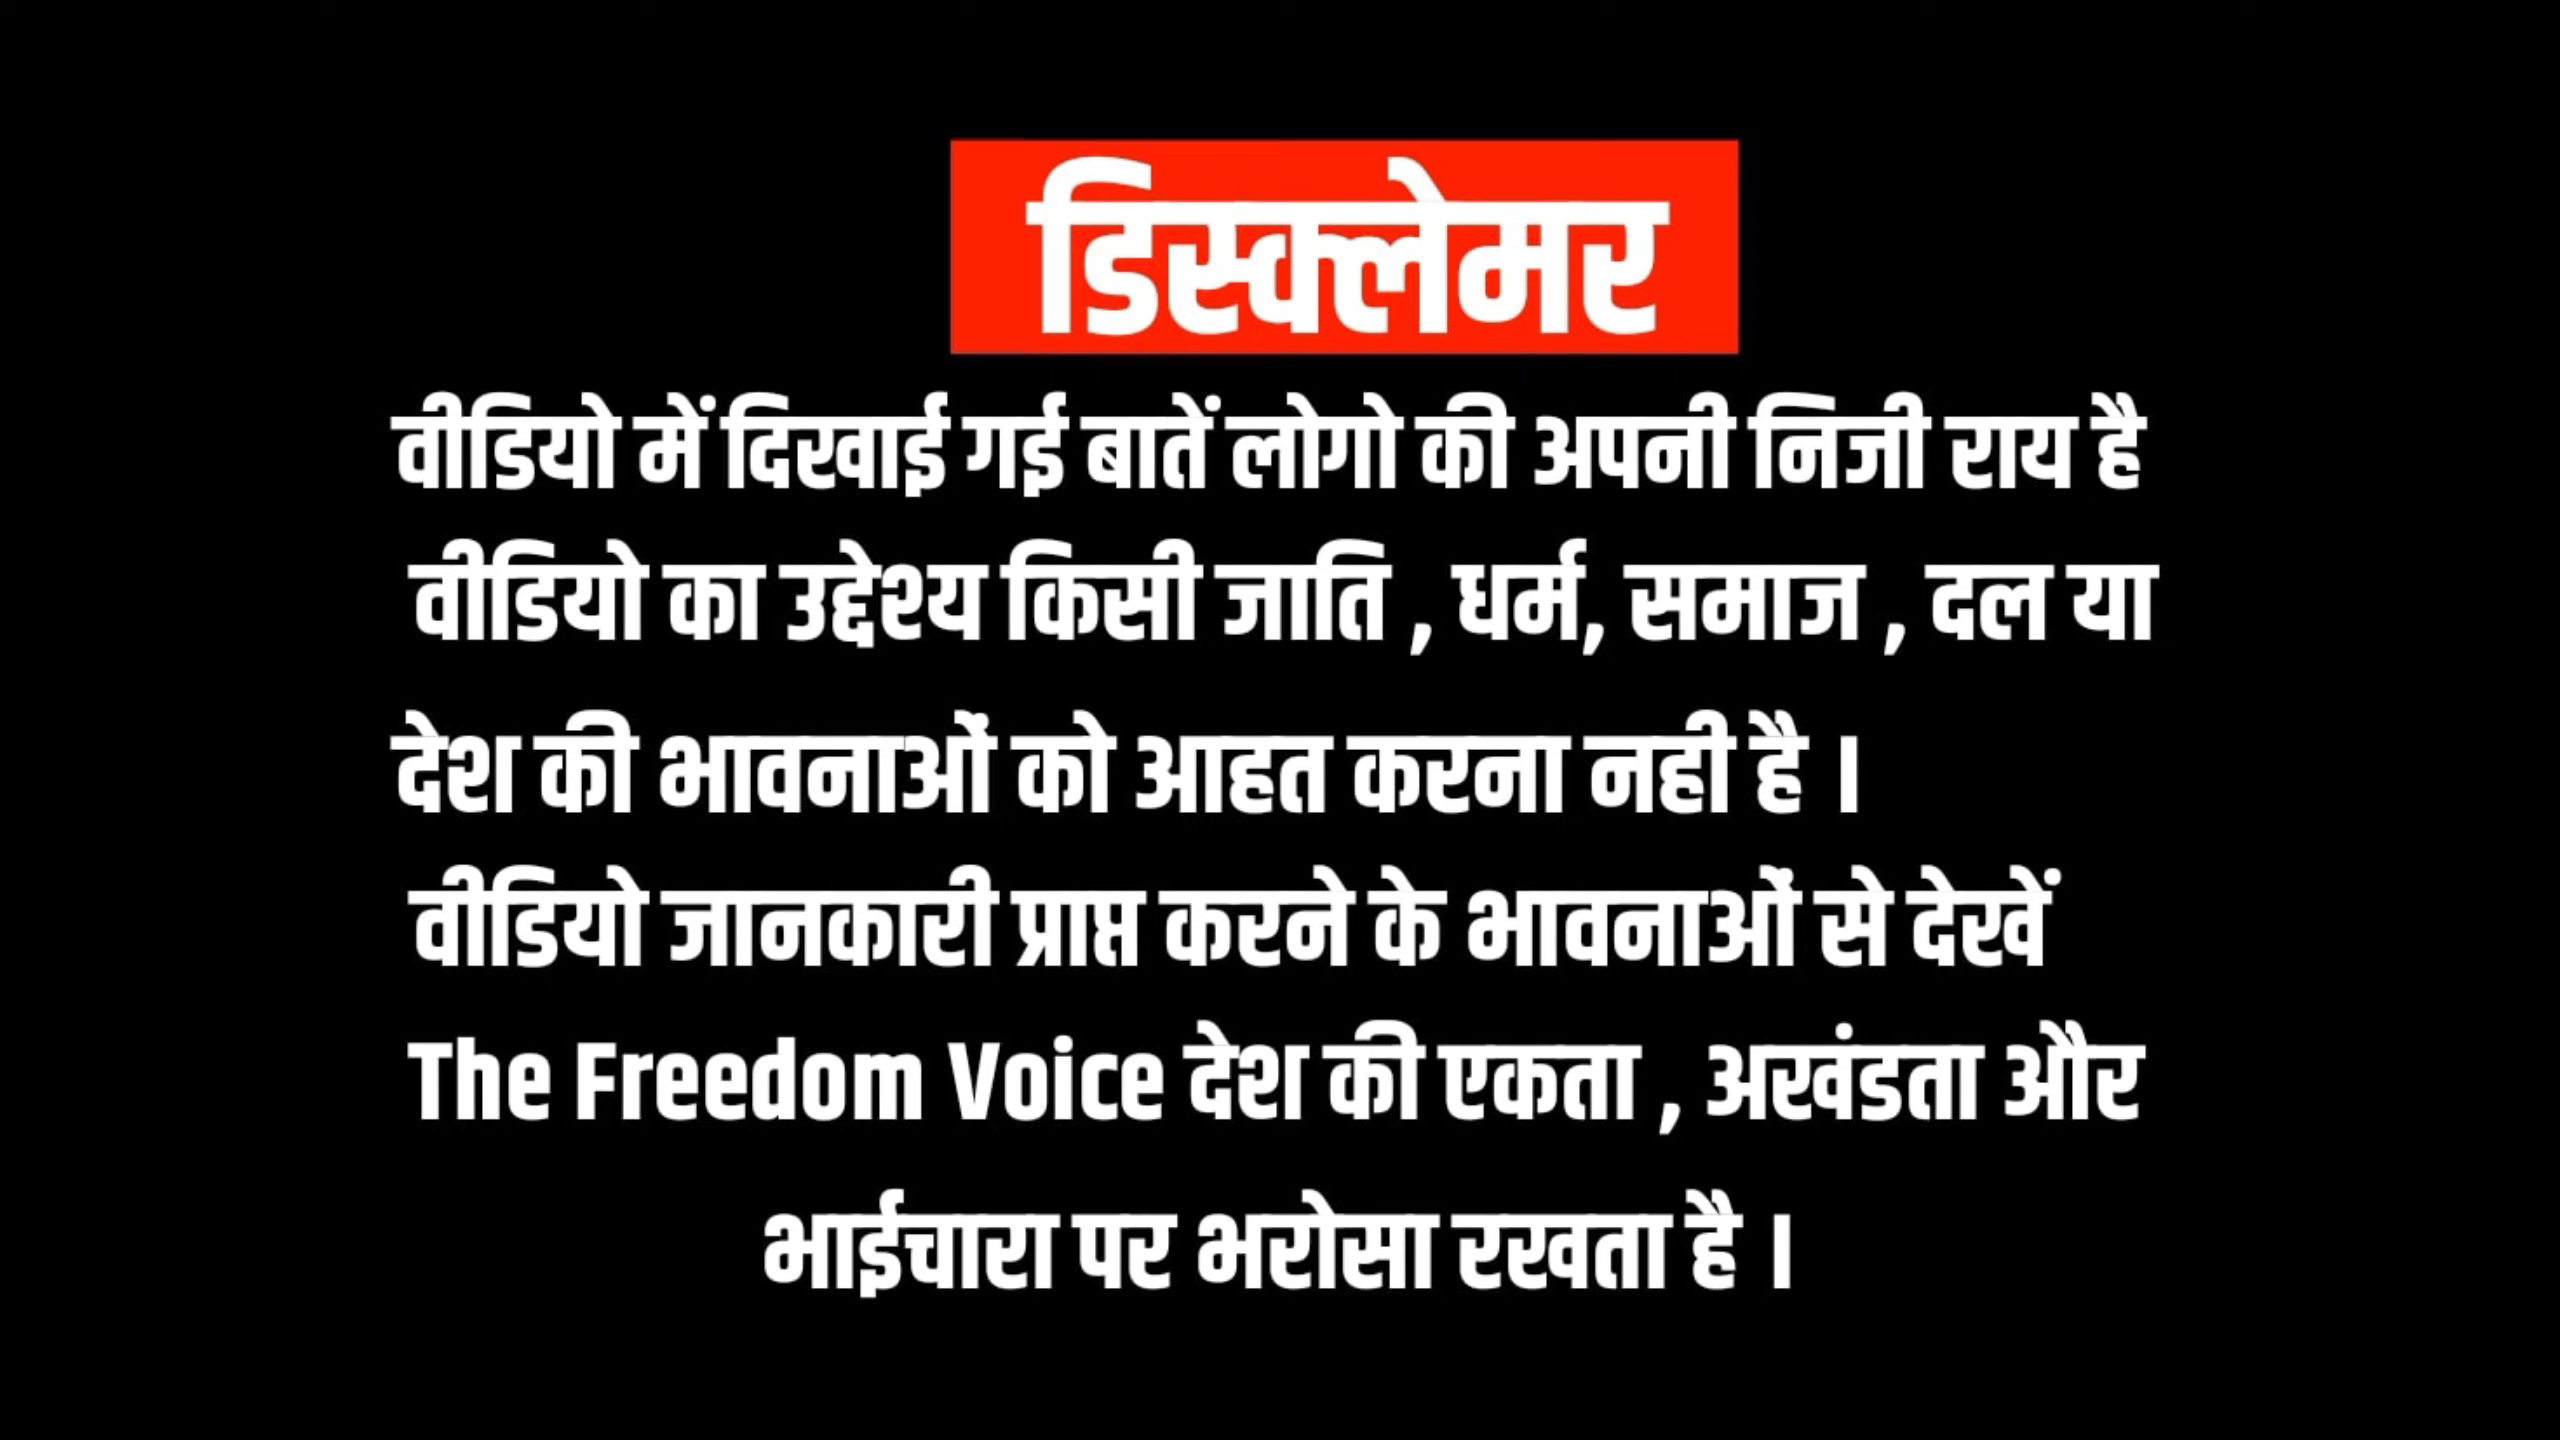 डिस्क्लेमर
वीडियो में दिखाई गई बातें लोगो की अपनी निजी राय है
वीडियो का उद्देश्य किसी जाति , धर्म, समाज , दल या
देश की भावनाओं को आहत करना नही है ।
वीडियो जानकारी प्राप्त करने के भावनाओं से देखें
The Freedom Voice देश की एकता , अखंडता और
भाईचारा पर भरोसा रखता है ।